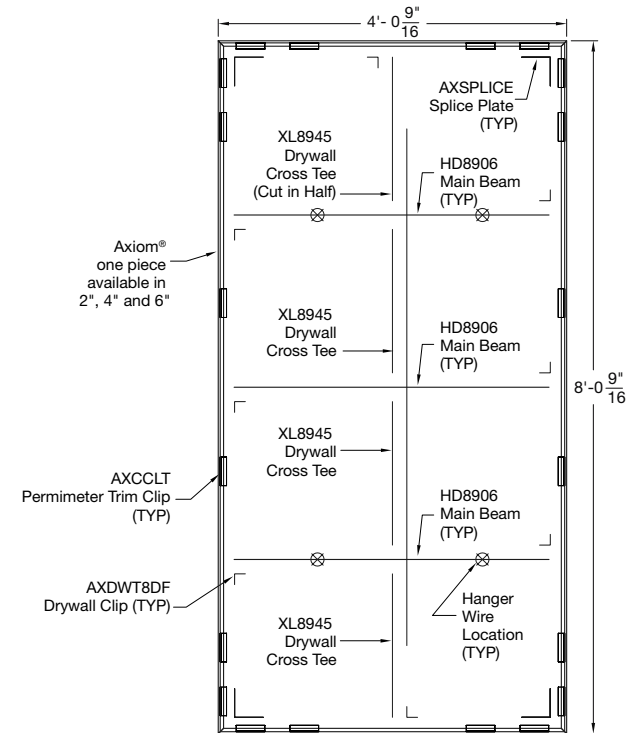 4'- 0 9/16"
AXSPLICE
Splice Plate
(TYP)
XL8945
Drywall
Cross Tee
(Cut in Half)
HD8906
Main Beam
(TYP)
Axiom®
one piece
available in
2", 4" and 6"
XL8945
Drywall
Cross Tee
HD8906
Main Beam
(TYP)
8'-0 9/16"
XL8945
Drywall
Cross Tee
AXCCLT
Permimeter Trim Clip
(TYP)
HD8906
Main Beam
(TYP)
AXDWT8DF
Drywall Clip (TYP)
Hanger
Wire
Location
(TYP)
XL8945
Drywall
Cross Tee